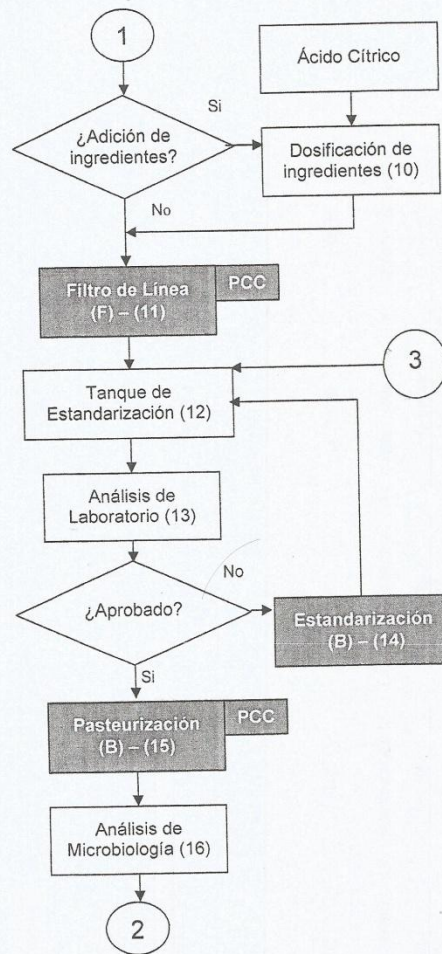 1
Ácido Cítrico
Si
¿Adición de
ingredientes?
Dosificación de
ingredientes (10)
No
Filtro de Línea
(F) – (11)
PCC
3
Tanque de
Estandarización (12)
Análisis de
Laboratorio (13)
No
¿Aprobado?
Estandarización
(B) – (14)
Si
Pasteurización
(B) – (15)
PCC
Análisis de
Microbiología (16)
2